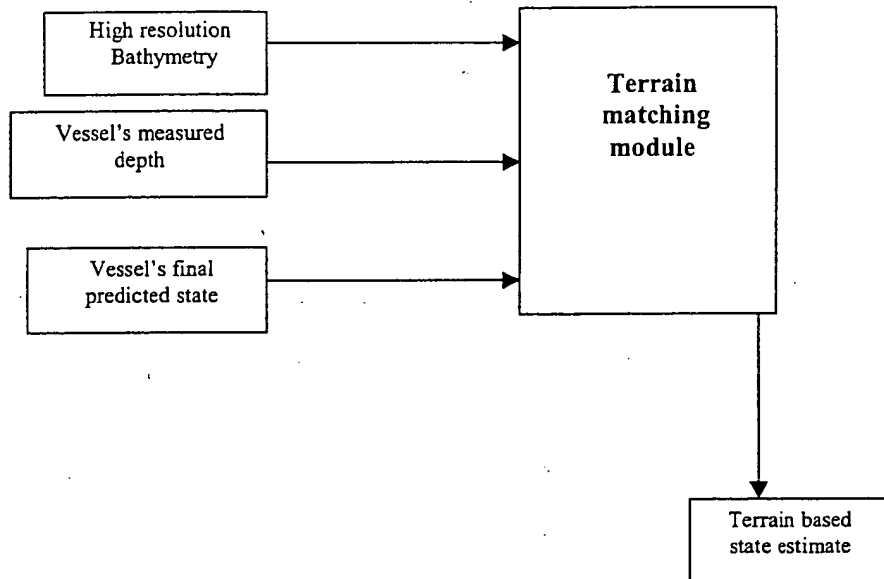 High resolution
Bathymetry
Terrain
matching
module
Vessel's measured
depth
Vessel's final
predicted state
Terrain based
state estimate